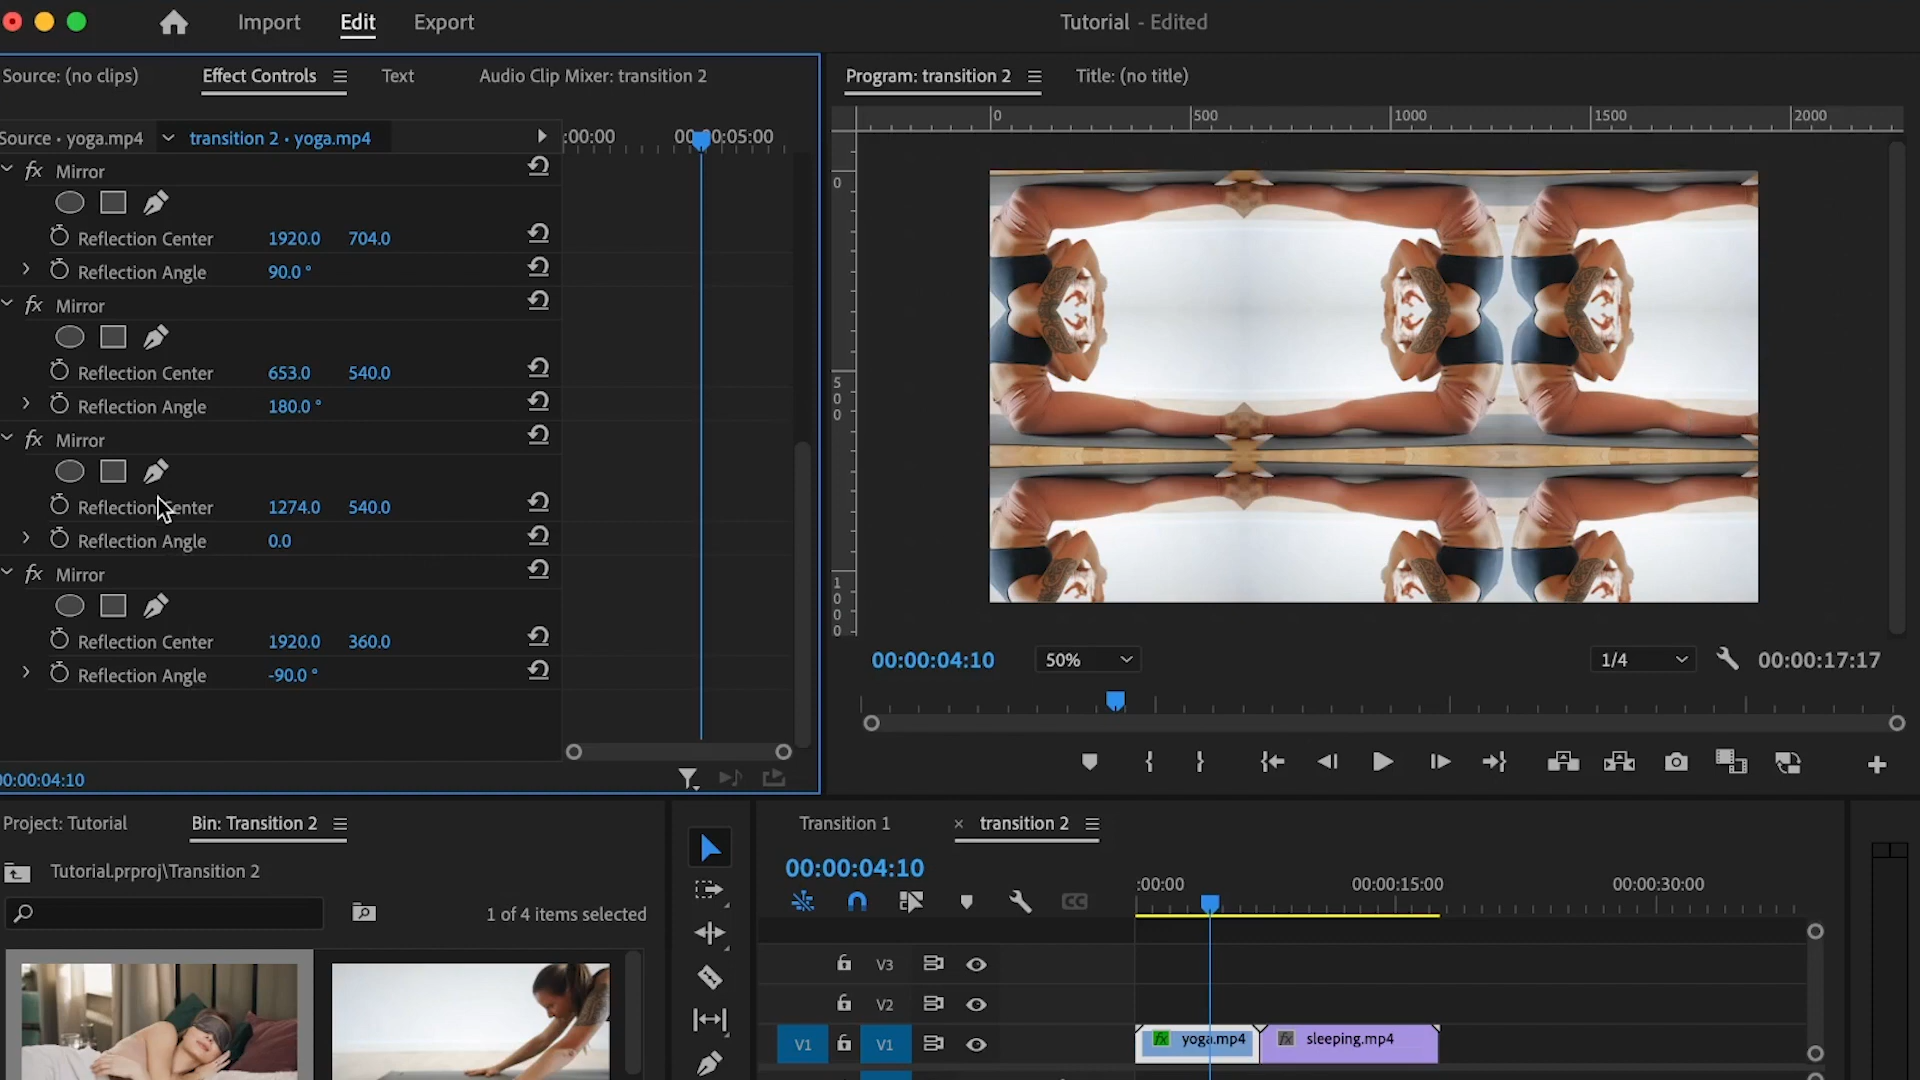 Import Edit Export Tutorial - Edited
Source: (no clips) Effect Controls Text Audio Clip Mixer: transition 2
Program: transition 2 Title: (no title)
Source • yoga.mp4 transition 2 • yoga.mp4 :00:00 00:00:05:00
0 500 1000 1500 2000
fx Mirror
Reflection Center 1920.0 704.0
Reflection Angle 90.0 °
fx Mirror
Reflection Center 653.0 540.0
Reflection Angle 180.0 °
fx Mirror
Reflection Center 1274.0 540.0
Reflection Angle 0.0
fx Mirror
Reflection Center 1920.0 360.0
Reflection Angle -90.0 °
0
500
1000
00:00:04:10 50% 1/4 00:00:17:17
00:00:04:10
Project: Tutorial Bin: Transition 2
Tutorial.prproj\Transition 2
1 of 4 items selected
Transition 1 × transition 2
00:00:04:10
:00:00 00:00:15:00 00:00:30:00
CC
V3
V2
V1 V1 fx yoga.mp4 fx sleeping.mp4